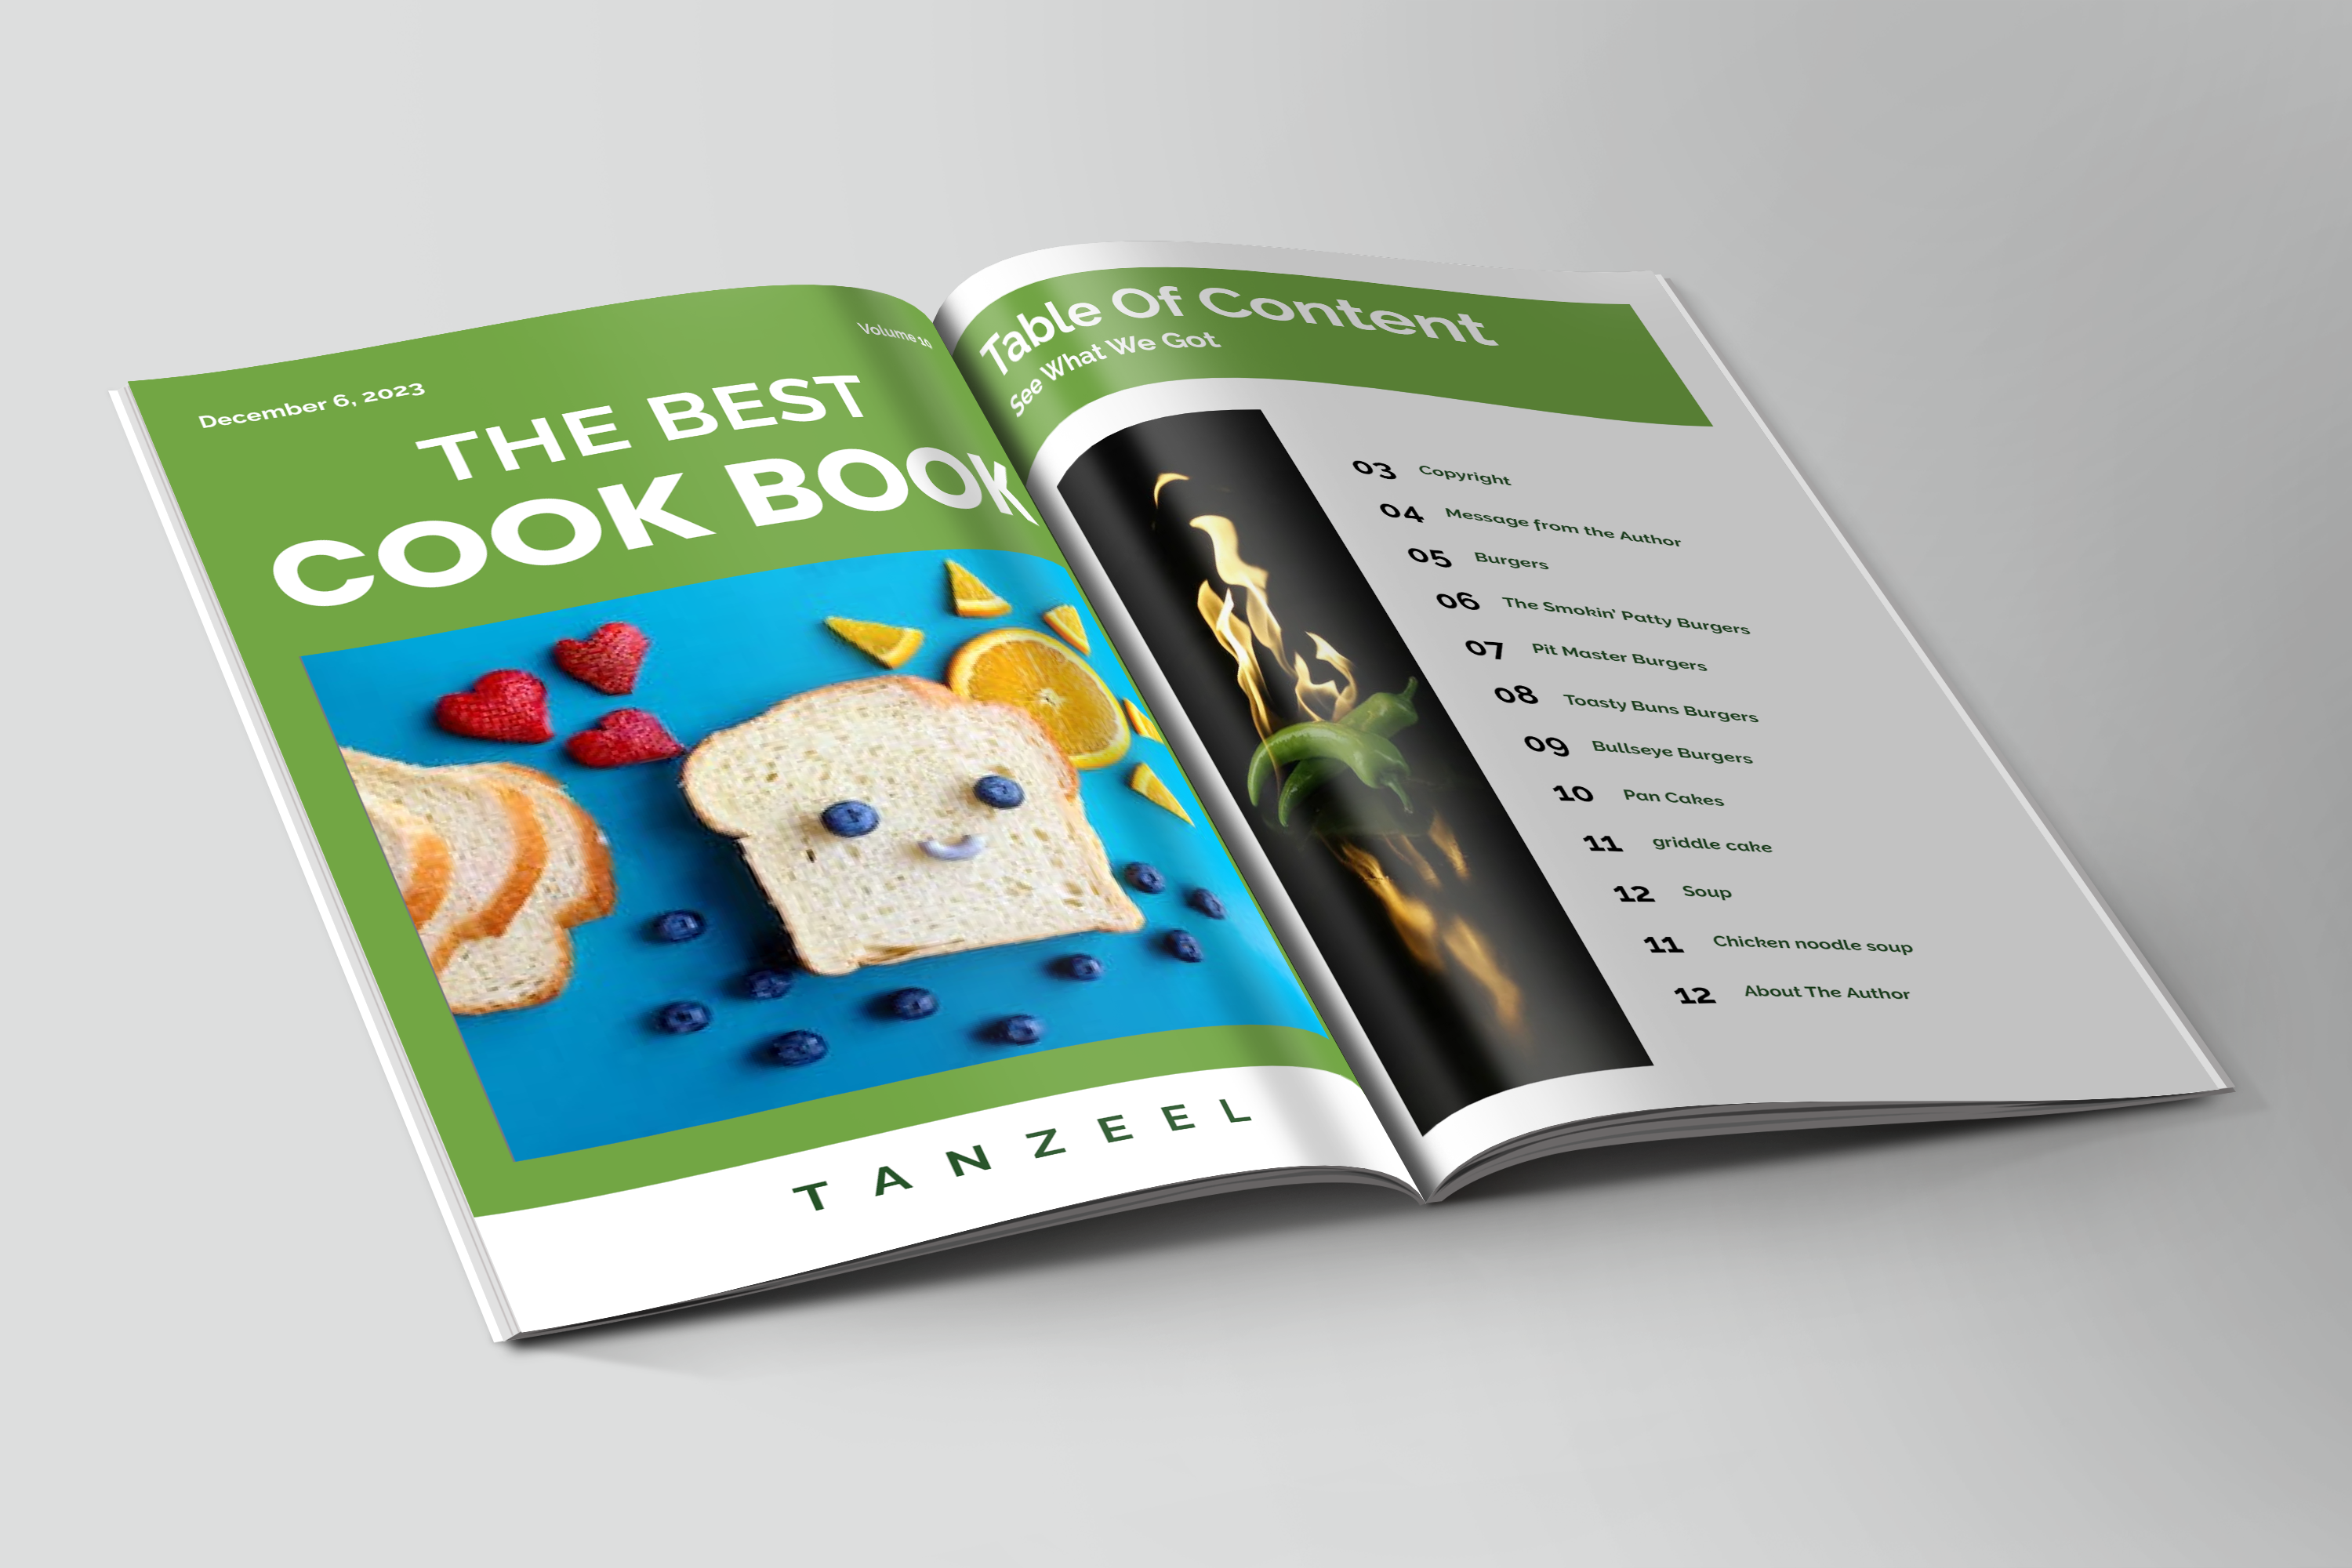 December 6, 2023
Volume 10
THE BEST
COOK BOOK
TANZEEL
Table Of Content
See What We Got
03 Copyright
04 Message from the Author
05 Burgers
06 The Smokin' Patty Burgers
07 Pit Master Burgers
08 Toasty Buns Burgers
09 Bullseye Burgers
10 Pan Cakes
11 griddle cake
12 Soup
11 Chicken noodle soup
12 About The Author